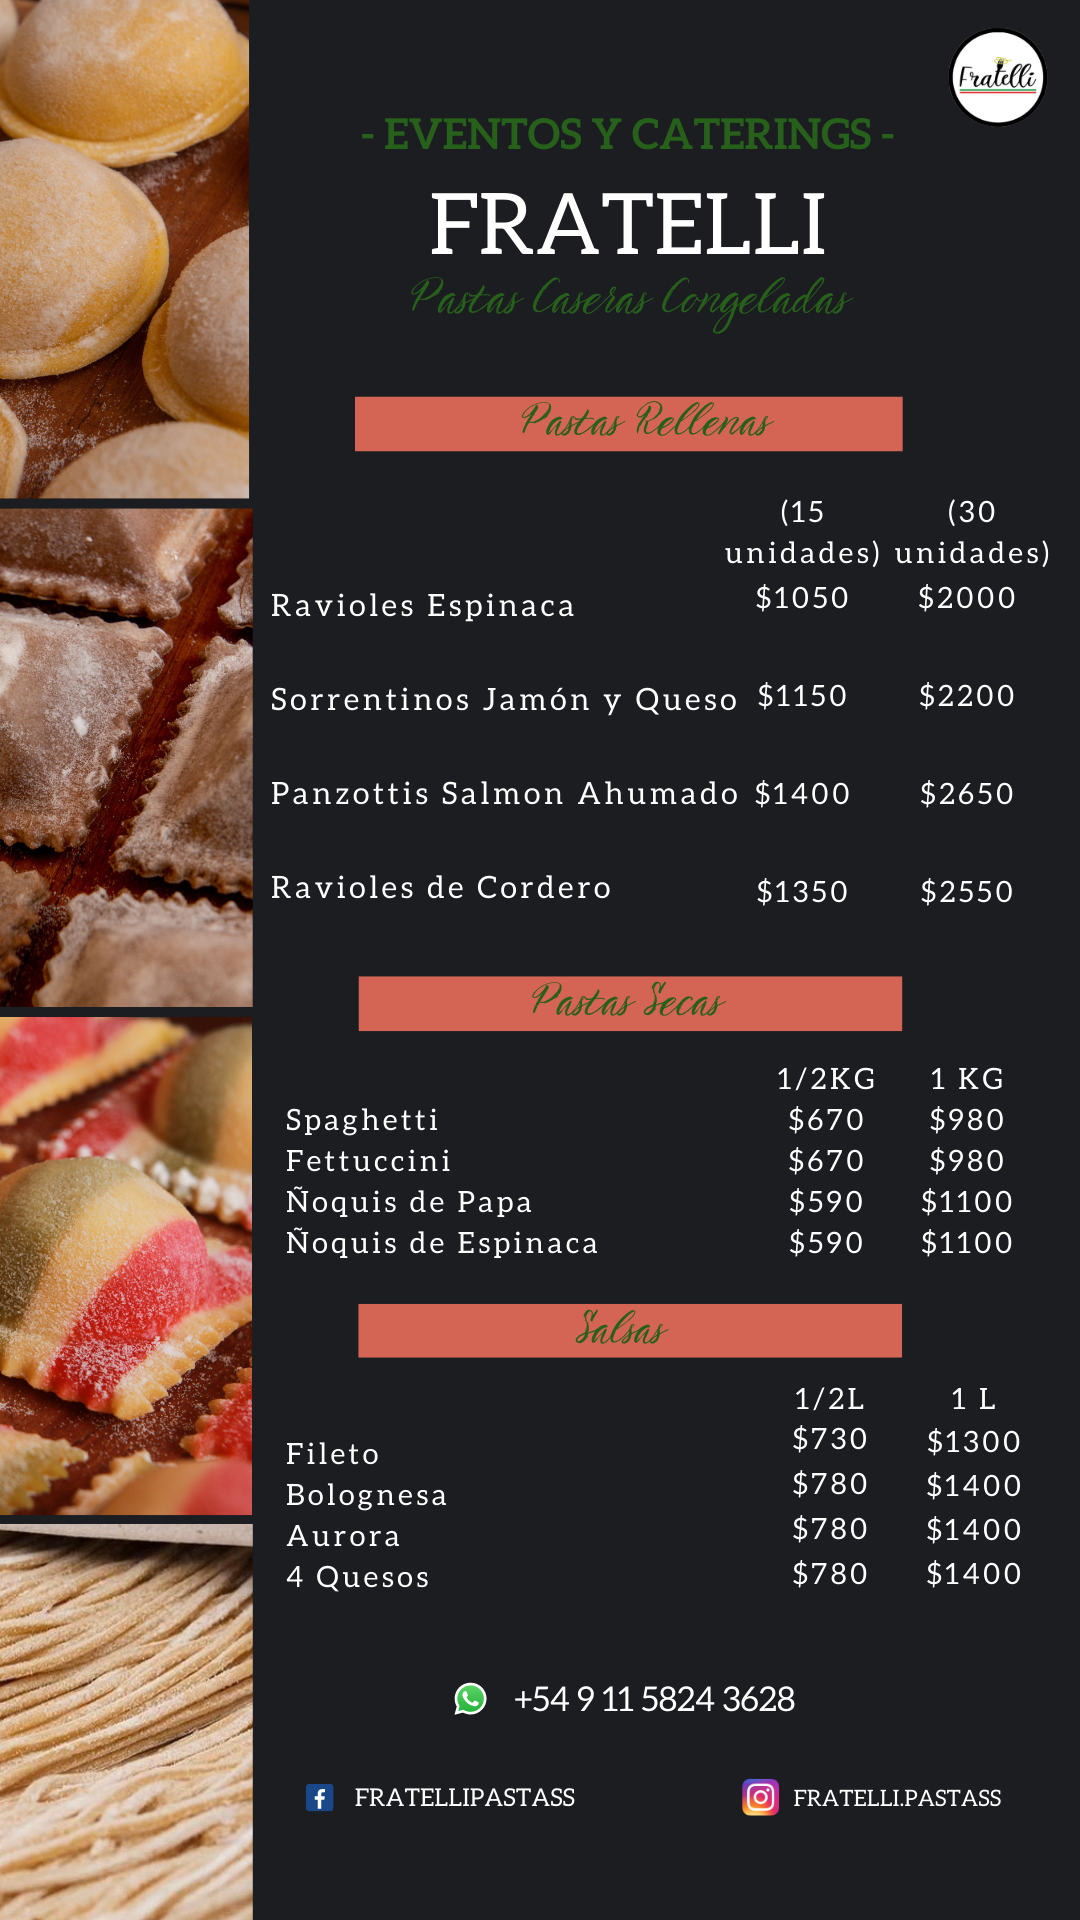 Fratelli
- EVENTOS Y CATERINGS -
FRATELLI
Pastas Caseras Congeladas
Pastas Rellenas
(15 unidades) (30 unidades)
Ravioles Espinaca $1050 $2000
Sorrentinos Jamón y Queso $1150 $2200
Panzottis Salmon Ahumado $1400 $2650
Ravioles de Cordero $1350 $2550
Pastas Secas
1/2KG 1 KG
Spaghetti $670 $980
Fettuccini $670 $980
Ñoquis de Papa $590 $1100
Ñoquis de Espinaca $590 $1100
Salsas
1/2L 1 L
Fileto $730 $1300
Bolognesa $780 $1400
Aurora $780 $1400
4 Quesos $780 $1400
+54 9 11 5824 3628
FRATELLIPASTASS FRATELLI.PASTASS